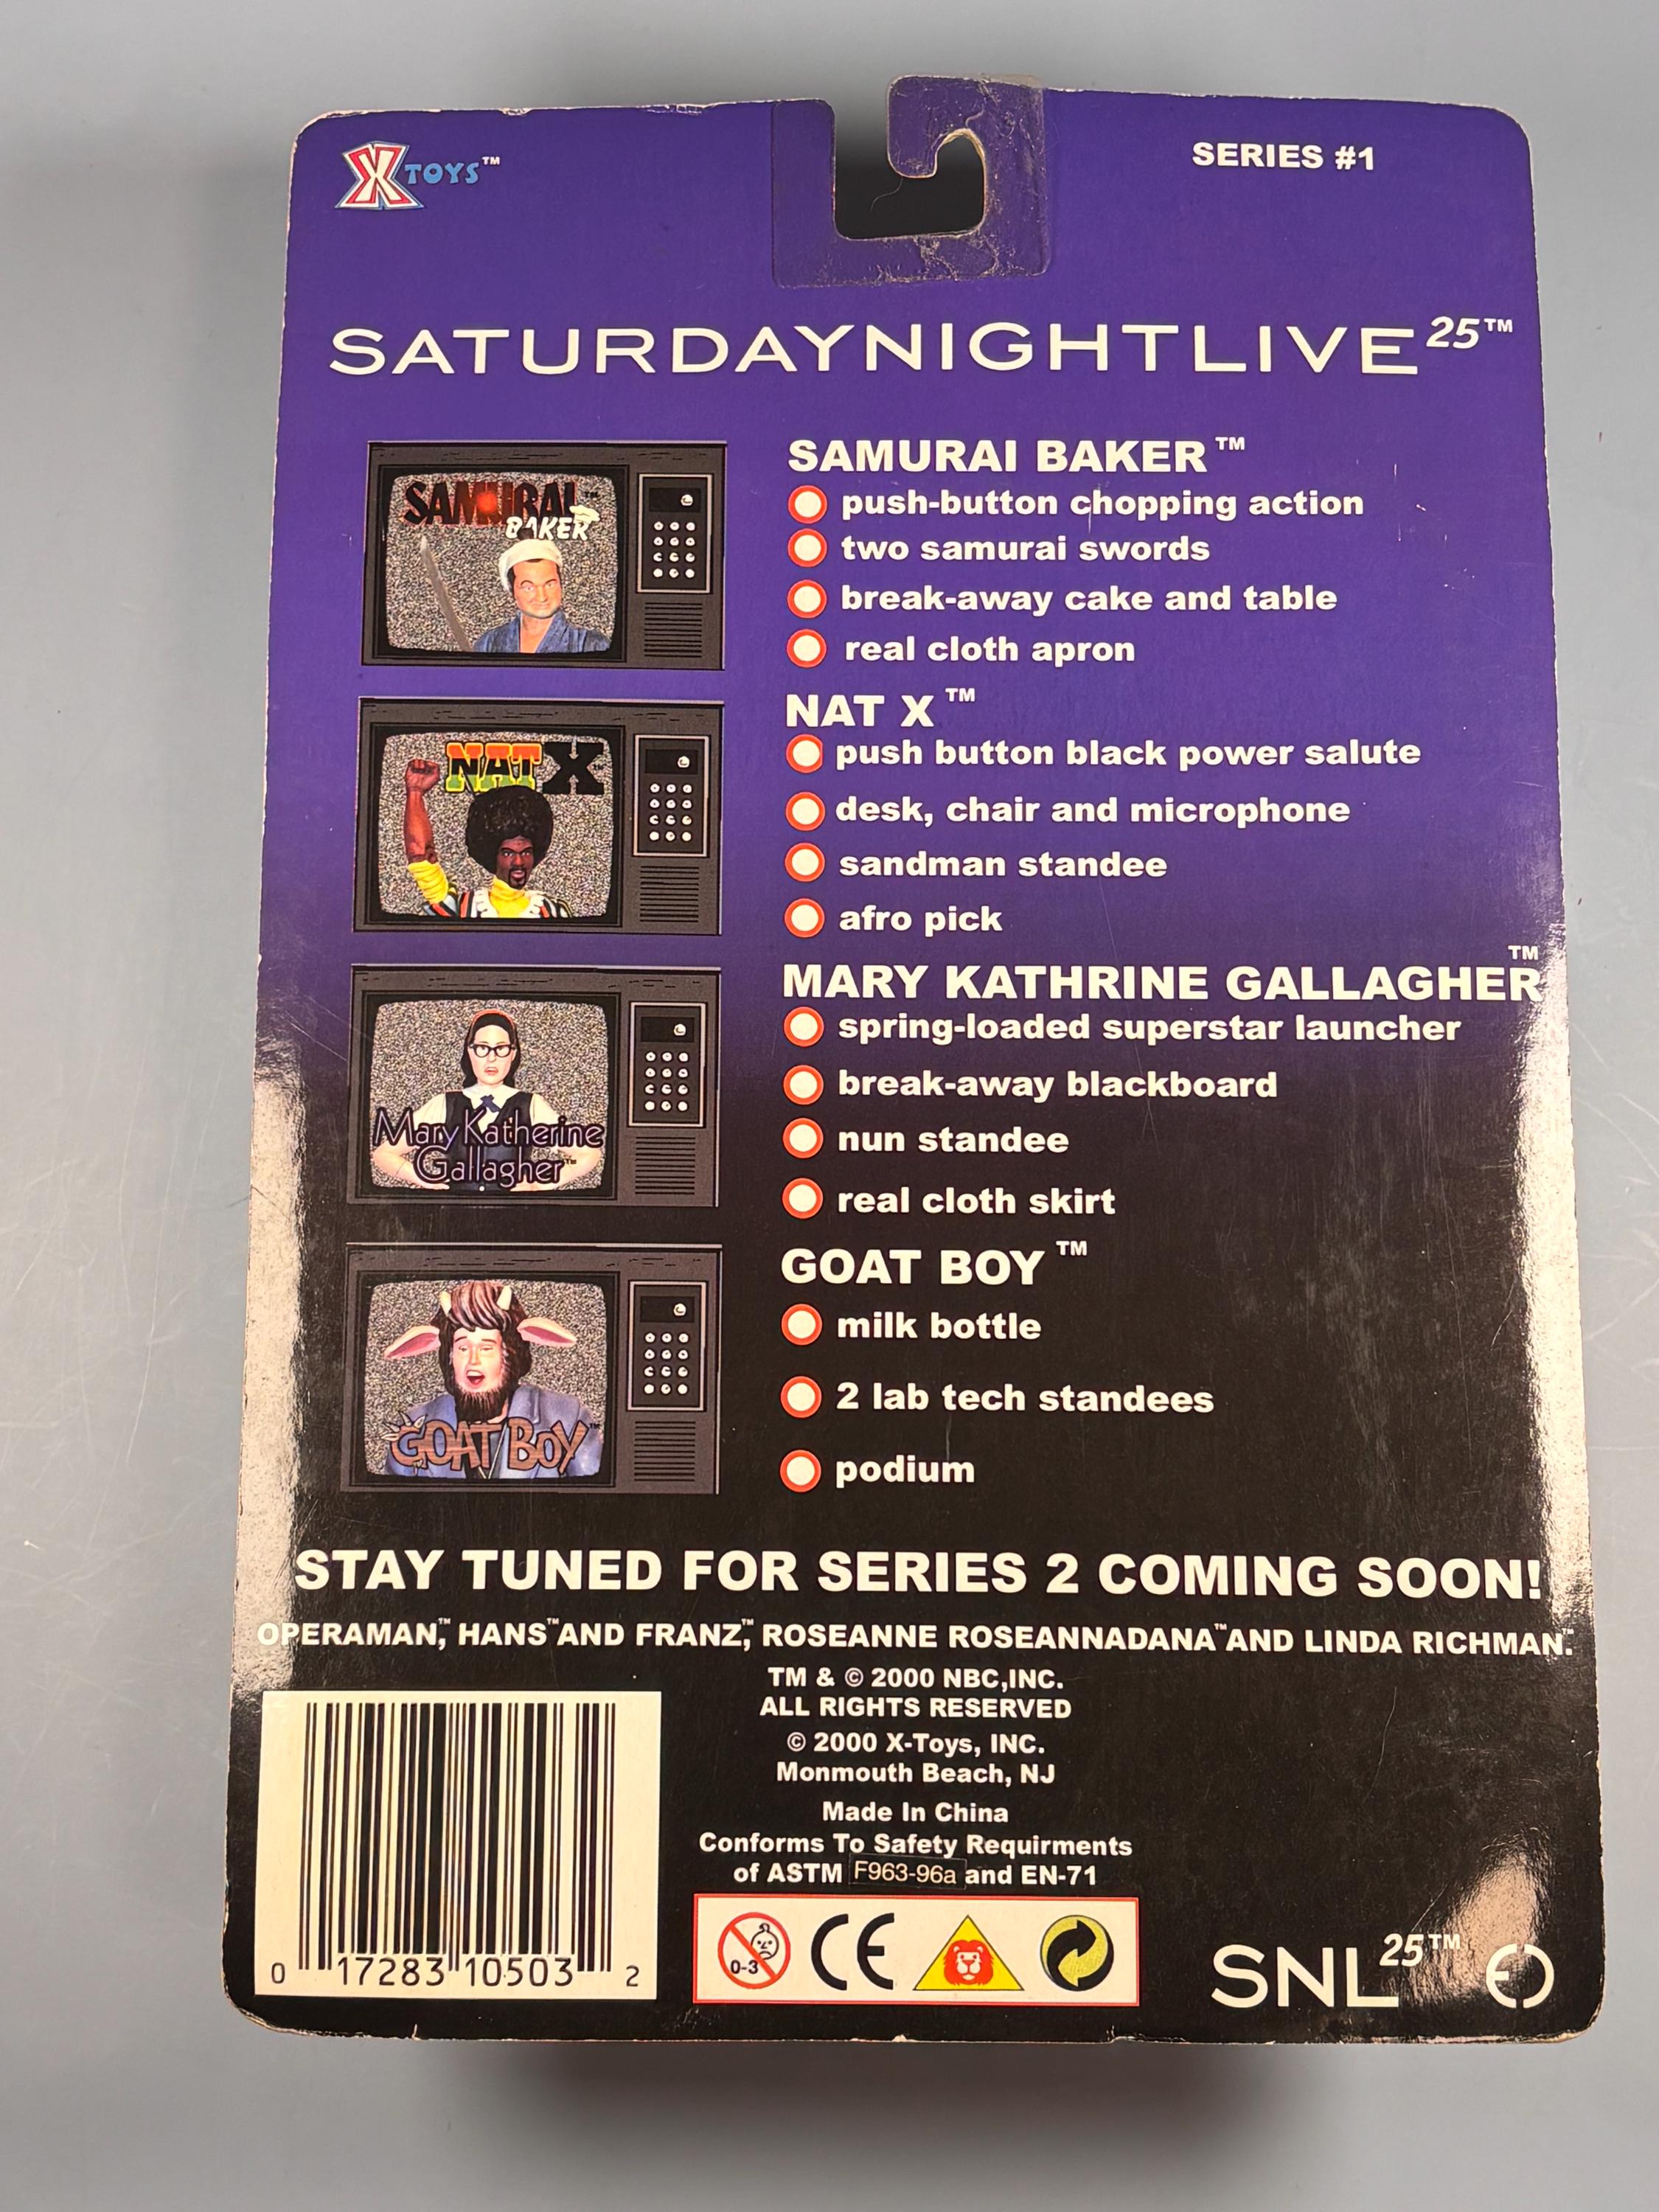 X TOYS™
SERIES #1
SATURDAYNIGHTLIVE 25™
SAMURAI™
BAKER
SAMURAI BAKER™
push-button chopping action
two samurai swords
break-away cake and table
real cloth apron
NAT X
NAT X™
push button black power salute
desk, chair and microphone
sandman standee
afro pick
Mary Katherine
Gallagher™
MARY KATHRINE GALLAGHER™
spring-loaded superstar launcher
break-away blackboard
nun standee
real cloth skirt
GOAT BOY™
GOAT BOY™
milk bottle
2 lab tech standees
podium
STAY TUNED FOR SERIES 2 COMING SOON!
OPERAMAN,™ HANS™ AND FRANZ,™ ROSEANNE ROSEANNADANA™ AND LINDA RICHMAN.™
TM & © 2000 NBC,INC.
ALL RIGHTS RESERVED
© 2000 X-Toys, INC.
Monmouth Beach, NJ
Made In China
Conforms To Safety Requirments
of ASTM F963-96a and EN-71
0-3
CE
0 17283 10503 2
SNL 25™